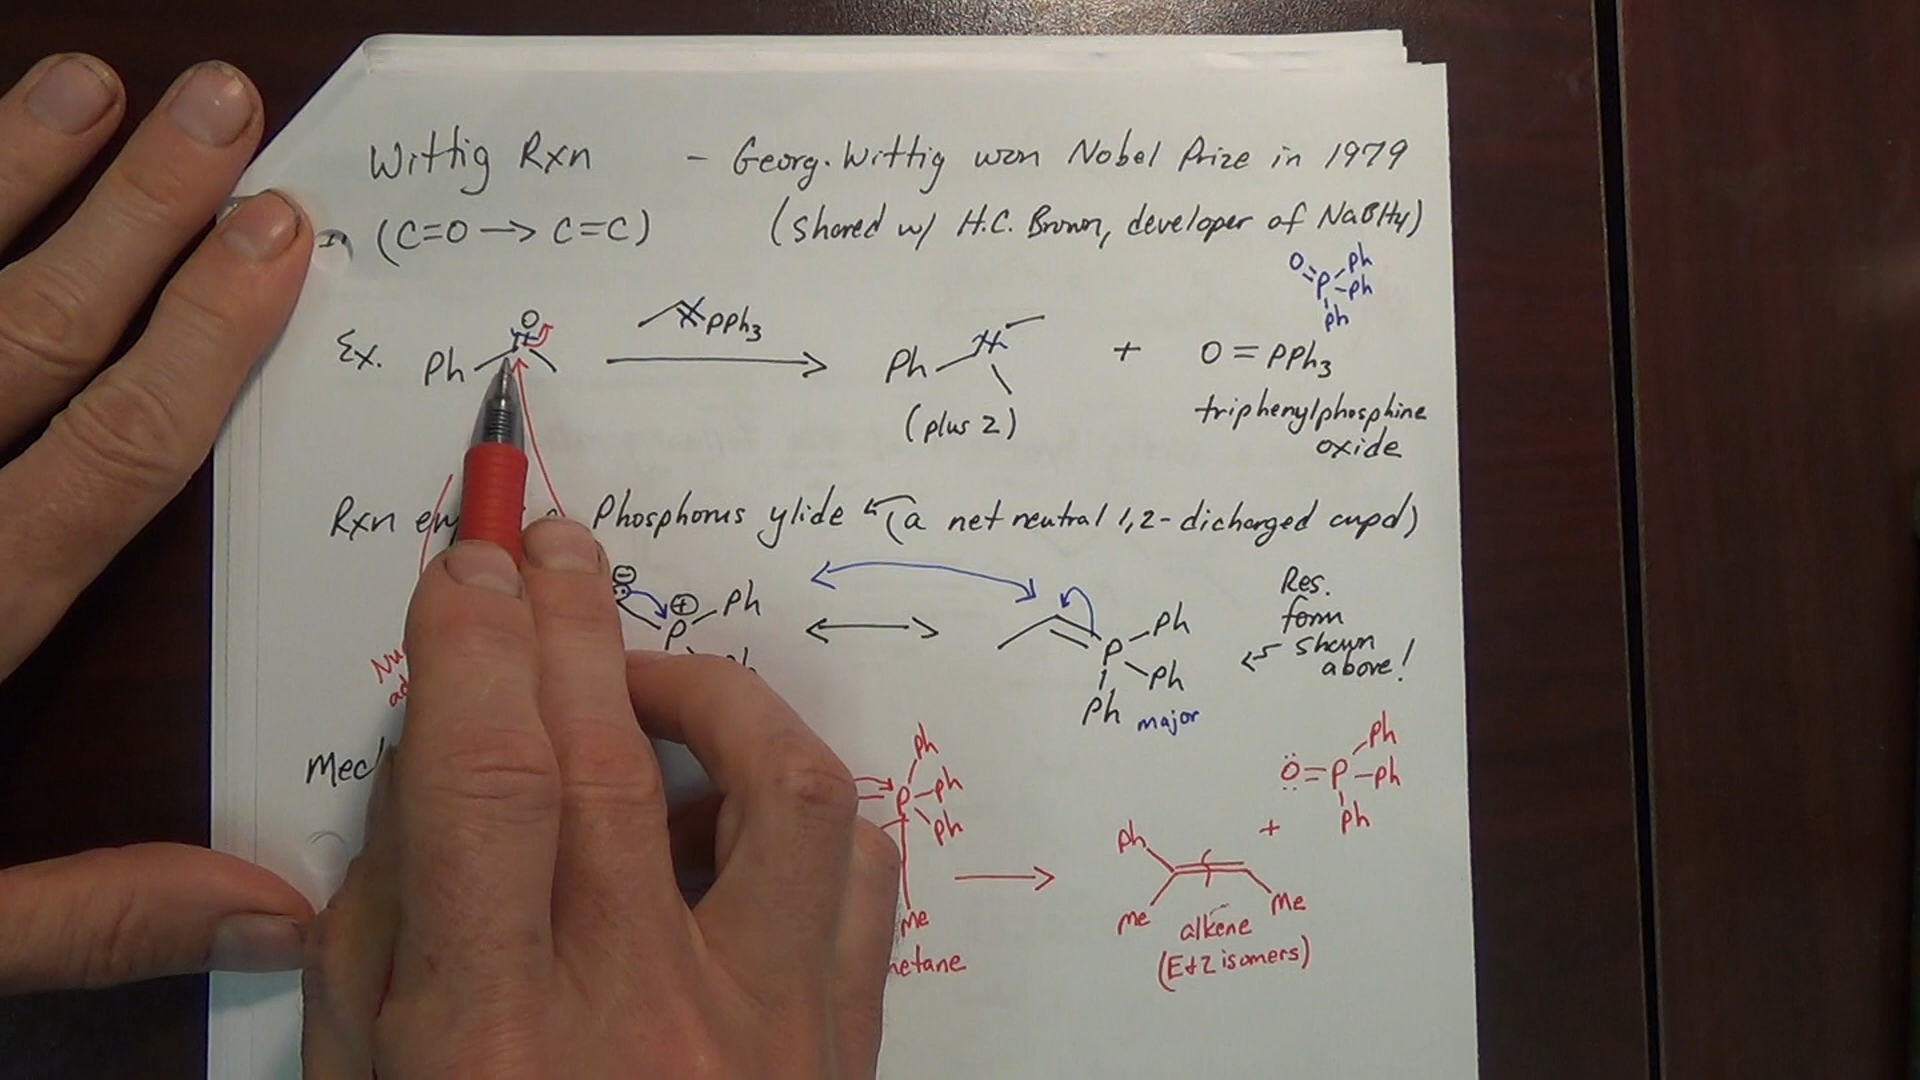 Wittig Rxn - Georg. Wittig won Nobel Prize in 1979
(C=O → C=C) (shared w/ H.C. Brown, developer of NaBH4)
O=P Ph Ph Ph
Ex. Ph O PPh3 Ph + O=PPh3
(plus Z) triphenylphosphine
oxide
Rxn Phosphorus ylide (a net neutral 1,2-dicharged cmpd)
⊖ ⊕ P Ph ↔ P Ph Ph Ph major
Res.
form
shown
above!
P Ph Ph Ph Me
→ Ph Me Me + O=P Ph Ph Ph
alkene
(E+Z isomers)